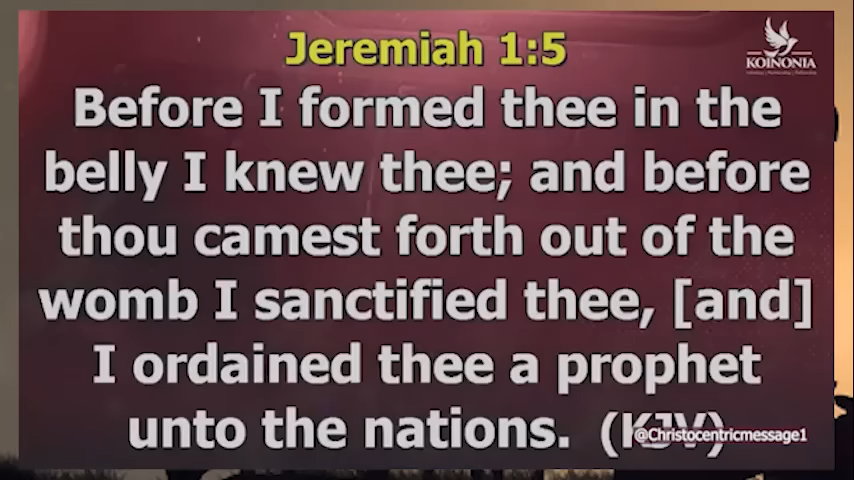 Jeremiah 1:5
KOINONIA
Before I formed thee in the
belly I knew thee; and before
thou camest forth out of the
womb I sanctified thee, [and]
I ordained thee a prophet
unto the nations. (KJV)
@Christocentricmessage1